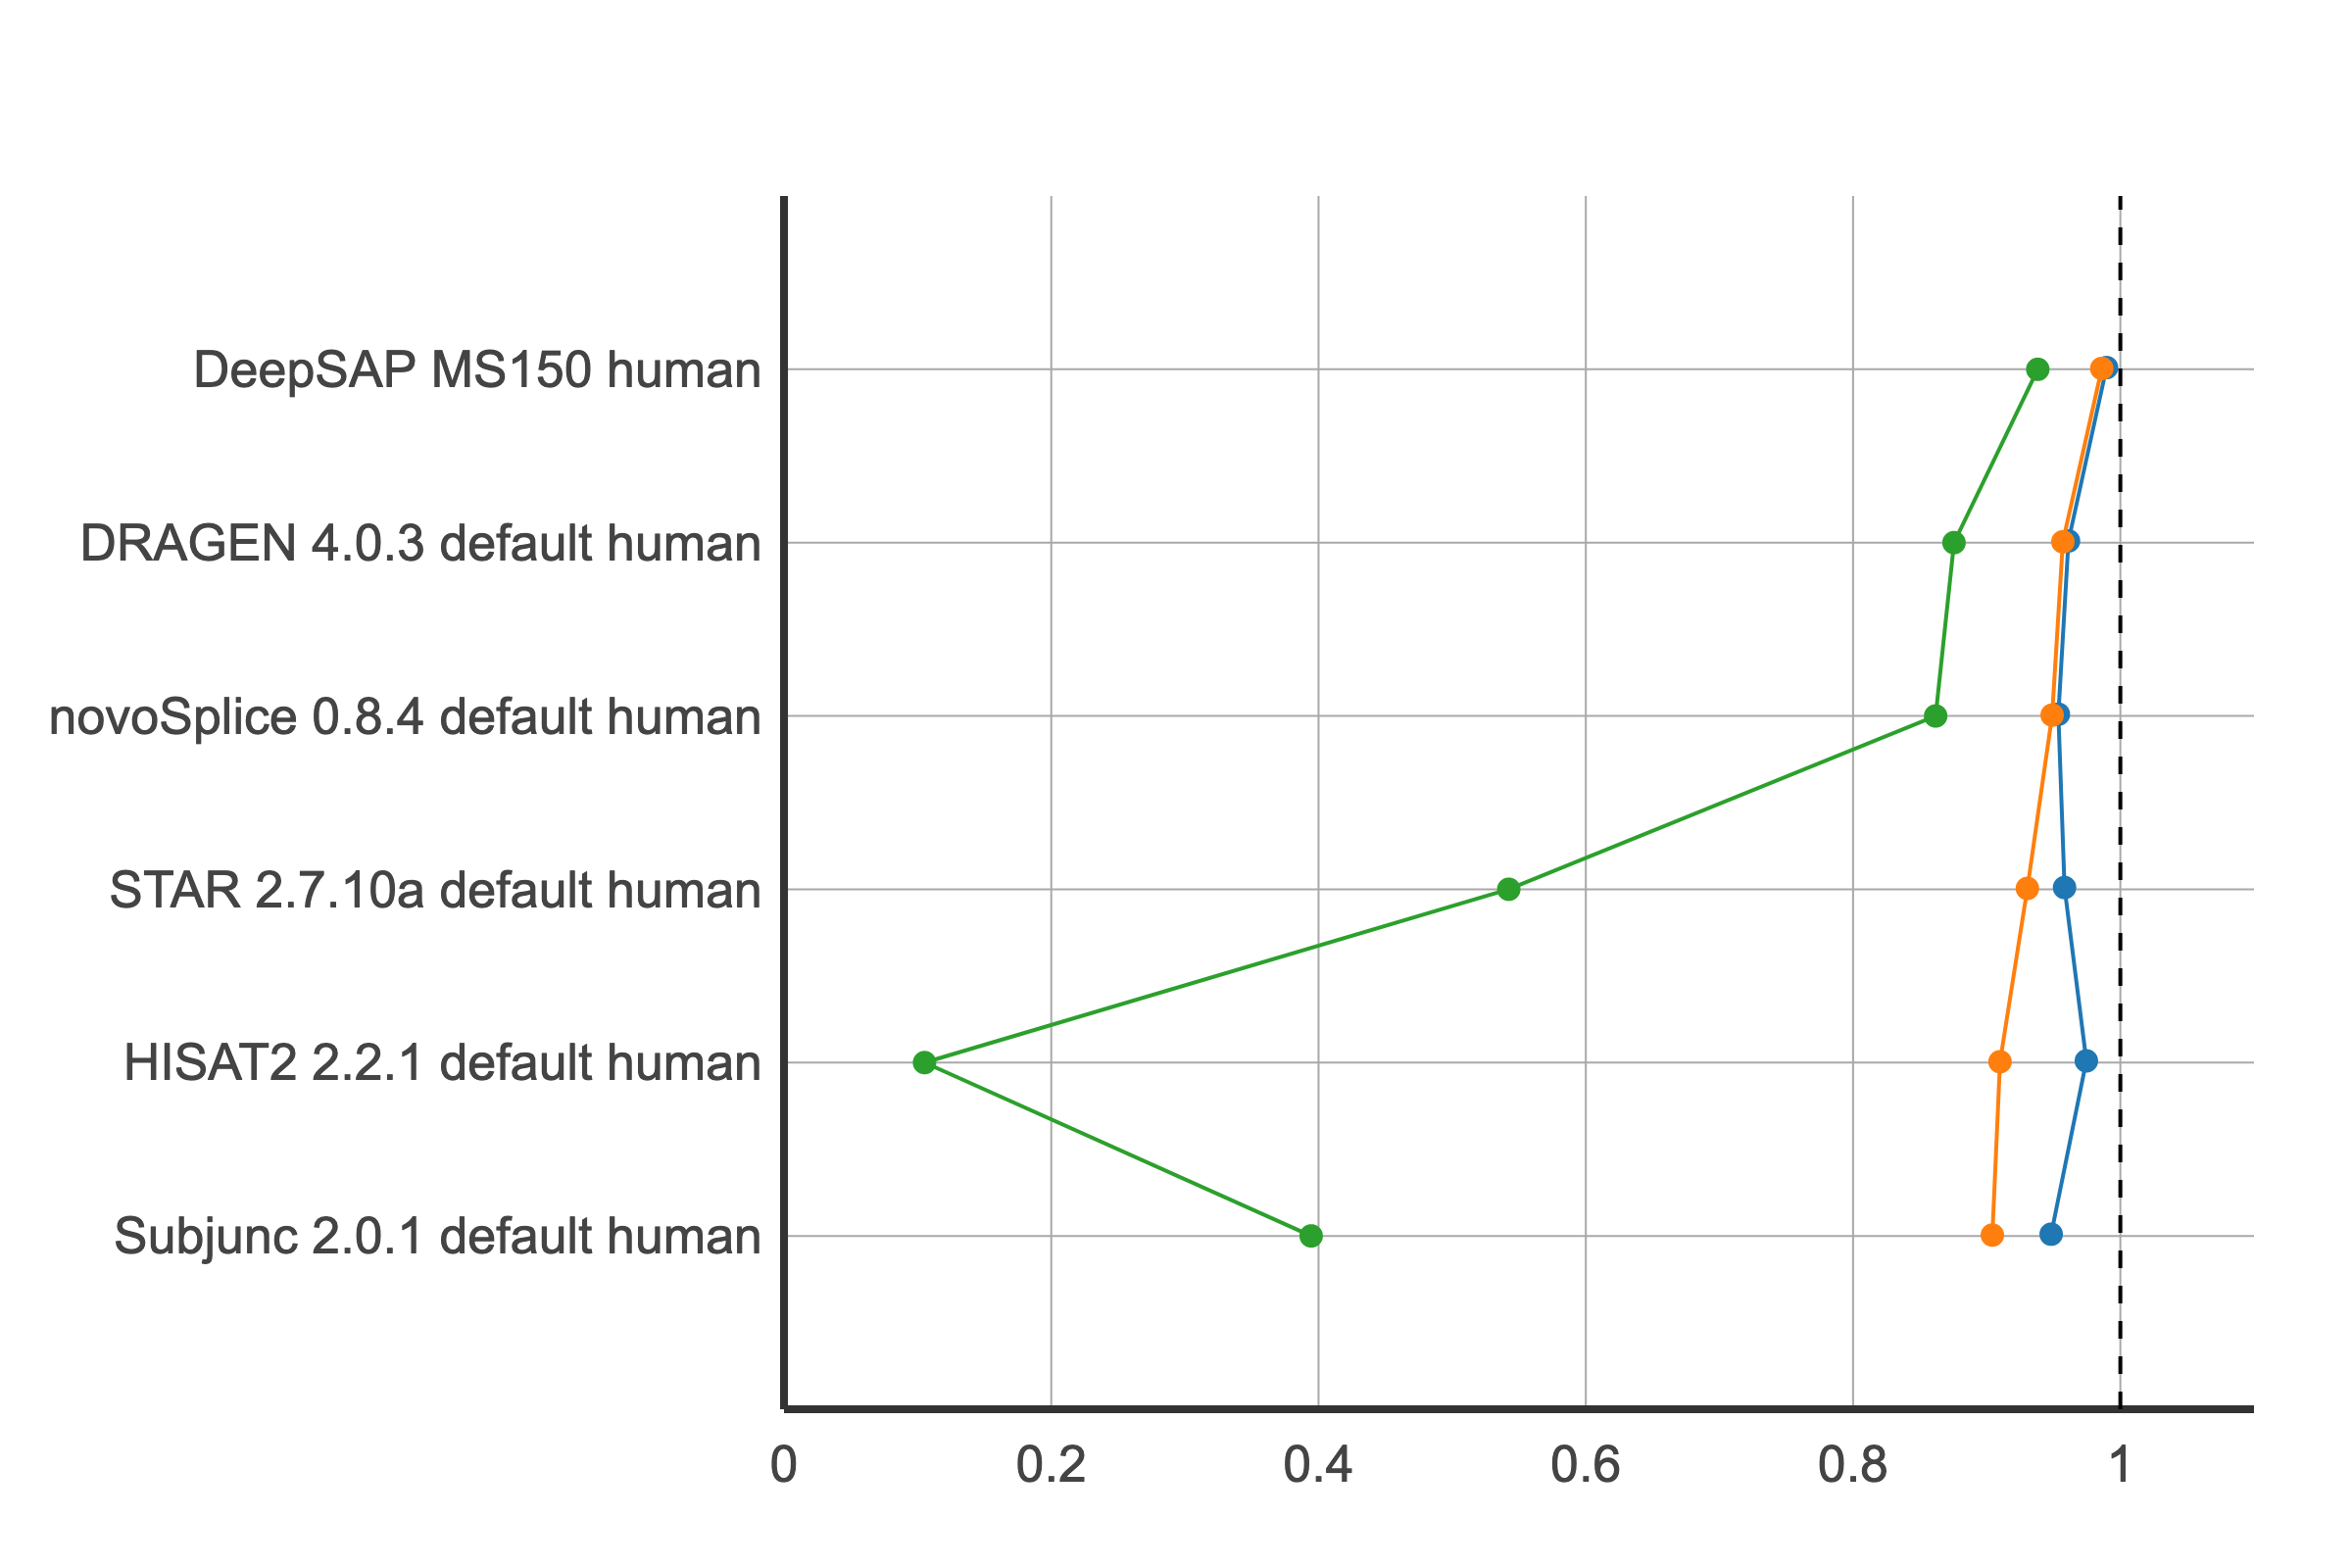 DeepSAP MS150 human
DRAGEN 4.0.3 default human
novoSplice 0.8.4 default human
STAR 2.7.10a default human
HISAT2 2.2.1 default human
Subjunc 2.0.1 default human
0 0.2 0.4 0.6 0.8 1